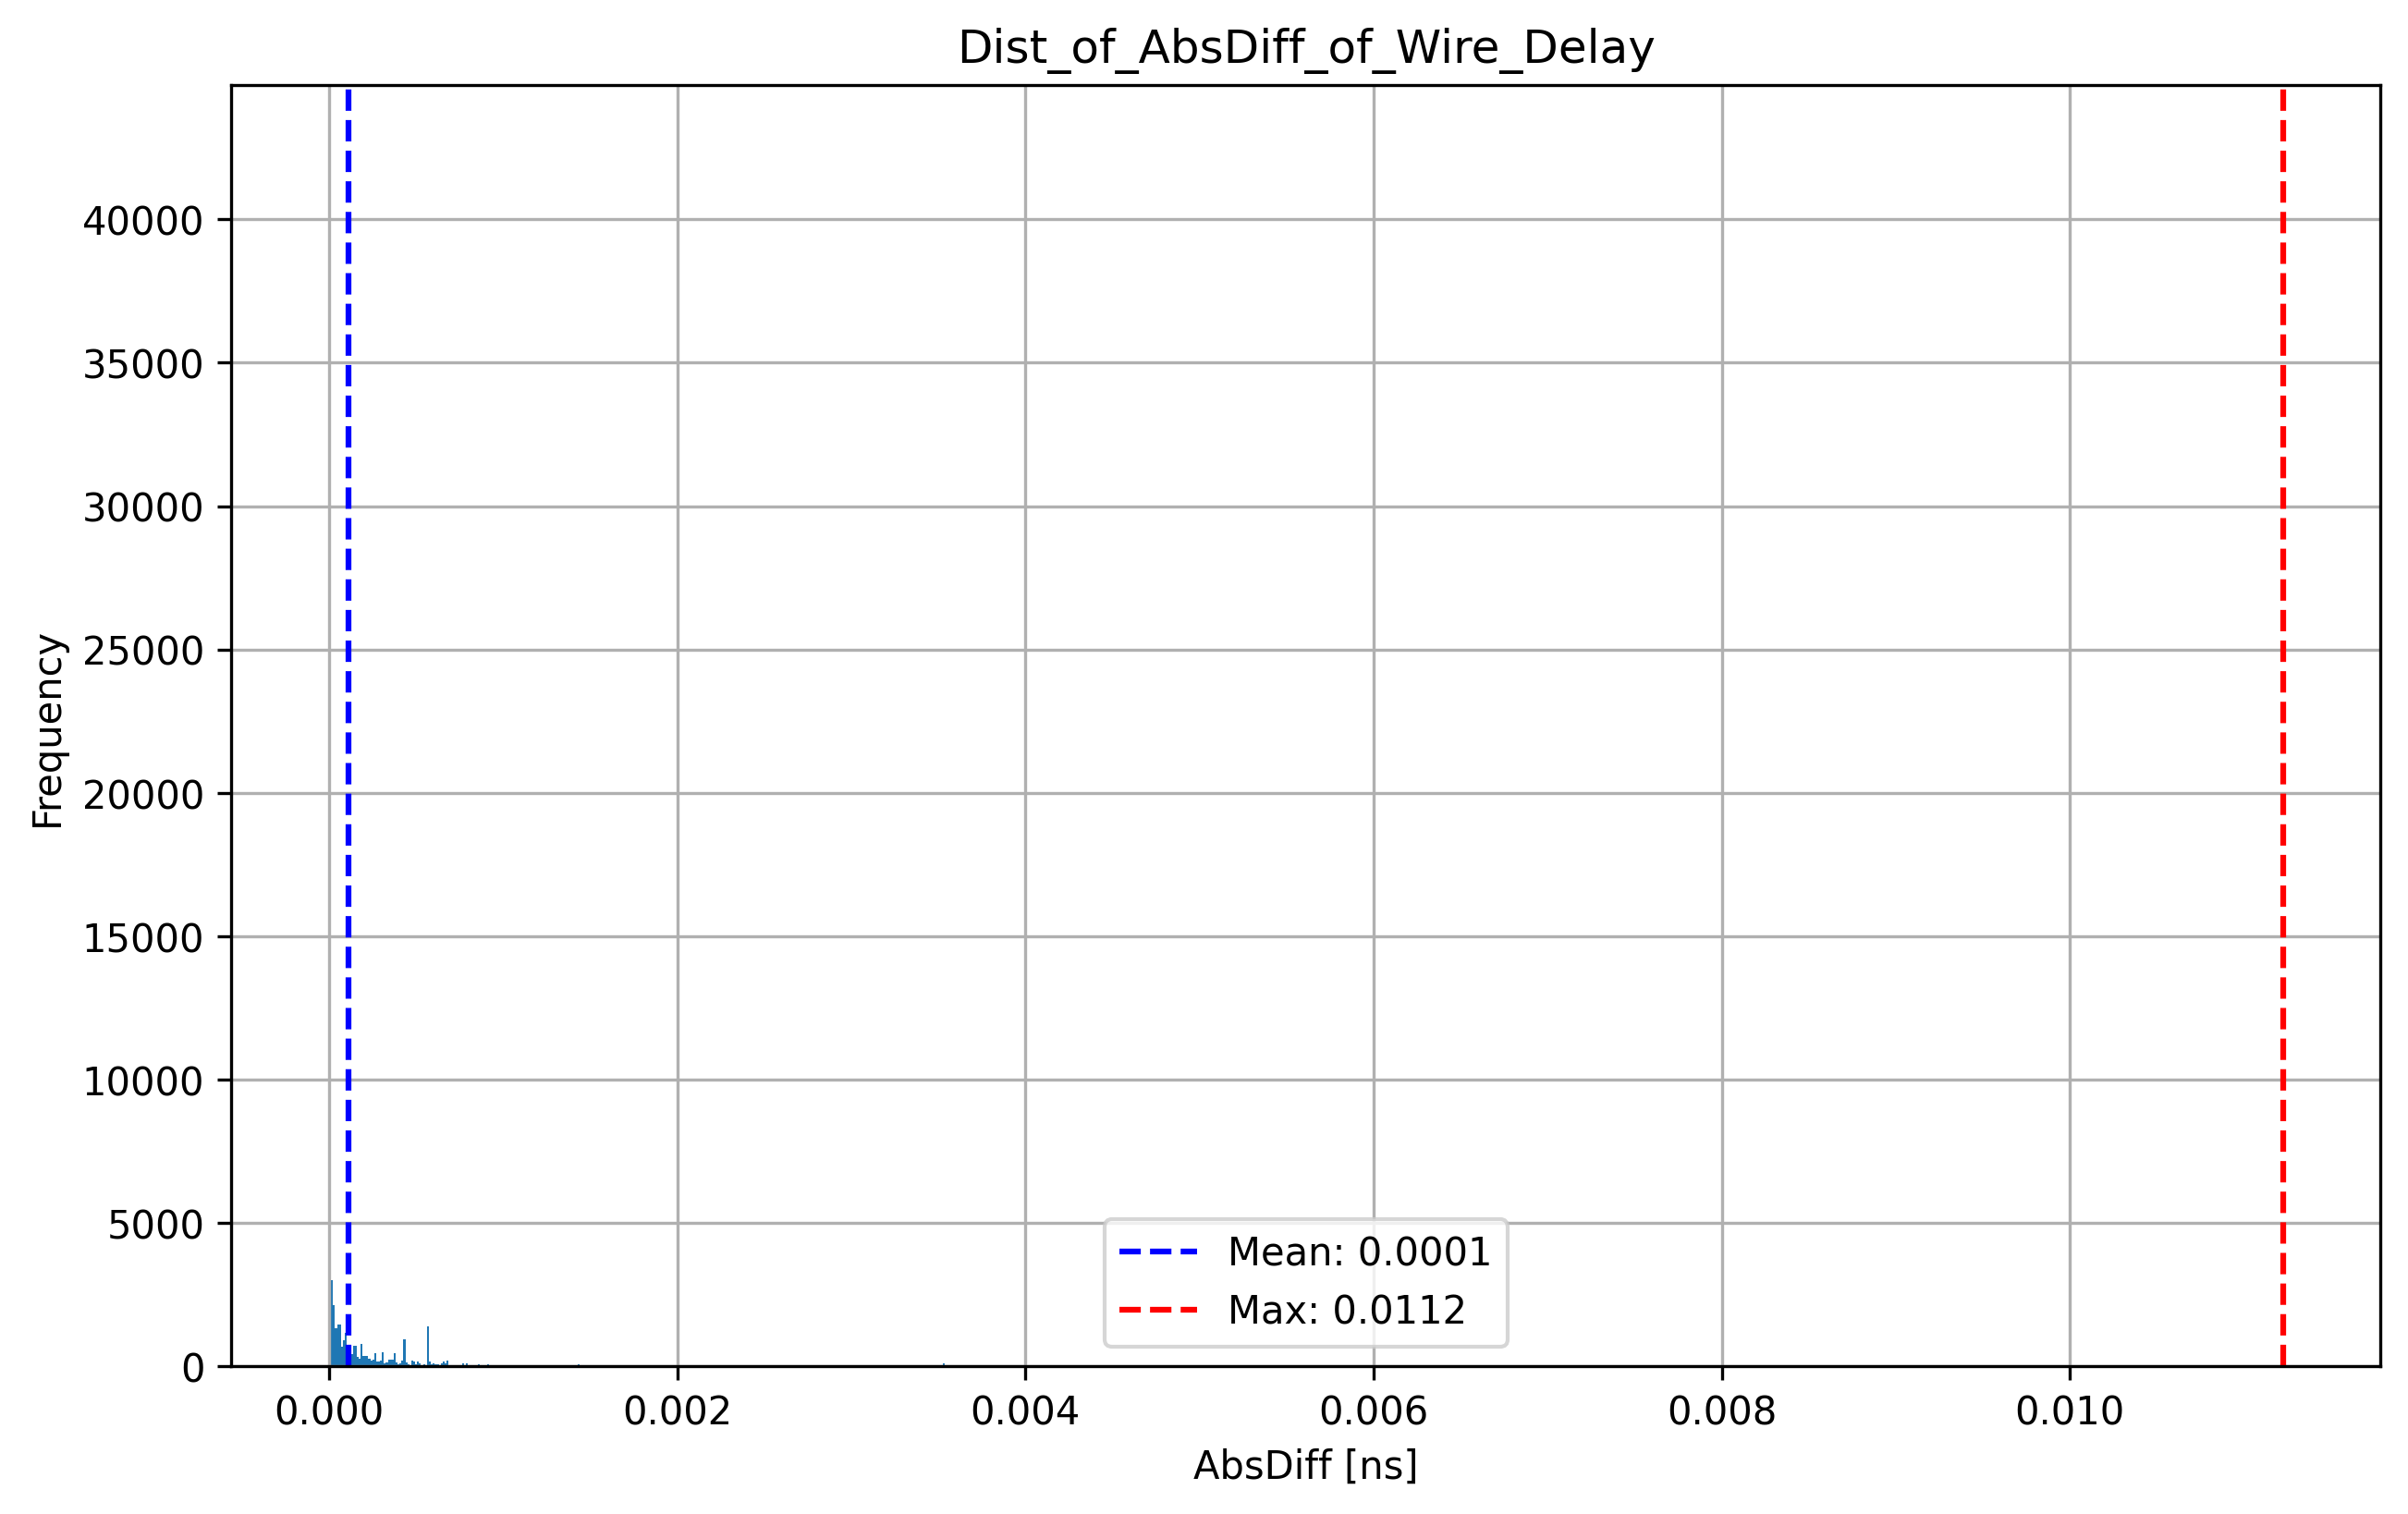 Dist_of_AbsDiff_of_Wire_Delay
Frequency
40000
35000
30000
25000
20000
15000
10000
5000
0
Mean: 0.0001
Max: 0.0112
0.000 0.002 0.004 0.006 0.008 0.010
AbsDiff [ns]